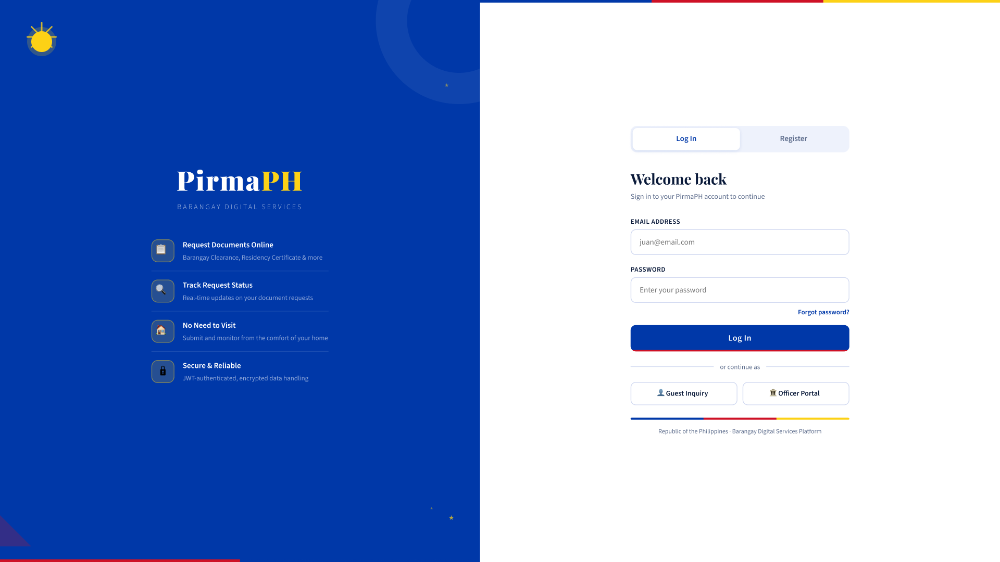 PirmaPH
BARANGAY DIGITAL SERVICES
Request Documents Online
Barangay Clearance, Residency Certificate & more
Track Request Status
Real-time updates on your document requests
No Need to Visit
Submit and monitor from the comfort of your home
Secure & Reliable
JWT-authenticated, encrypted data handling
Log In
Register
Welcome back
Sign in to your PirmaPH account to continue
EMAIL ADDRESS
juan@email.com
PASSWORD
Enter your password
Forgot password?
Log In
or continue as
Guest Inquiry
Officer Portal
Republic of the Philippines · Barangay Digital Services Platform